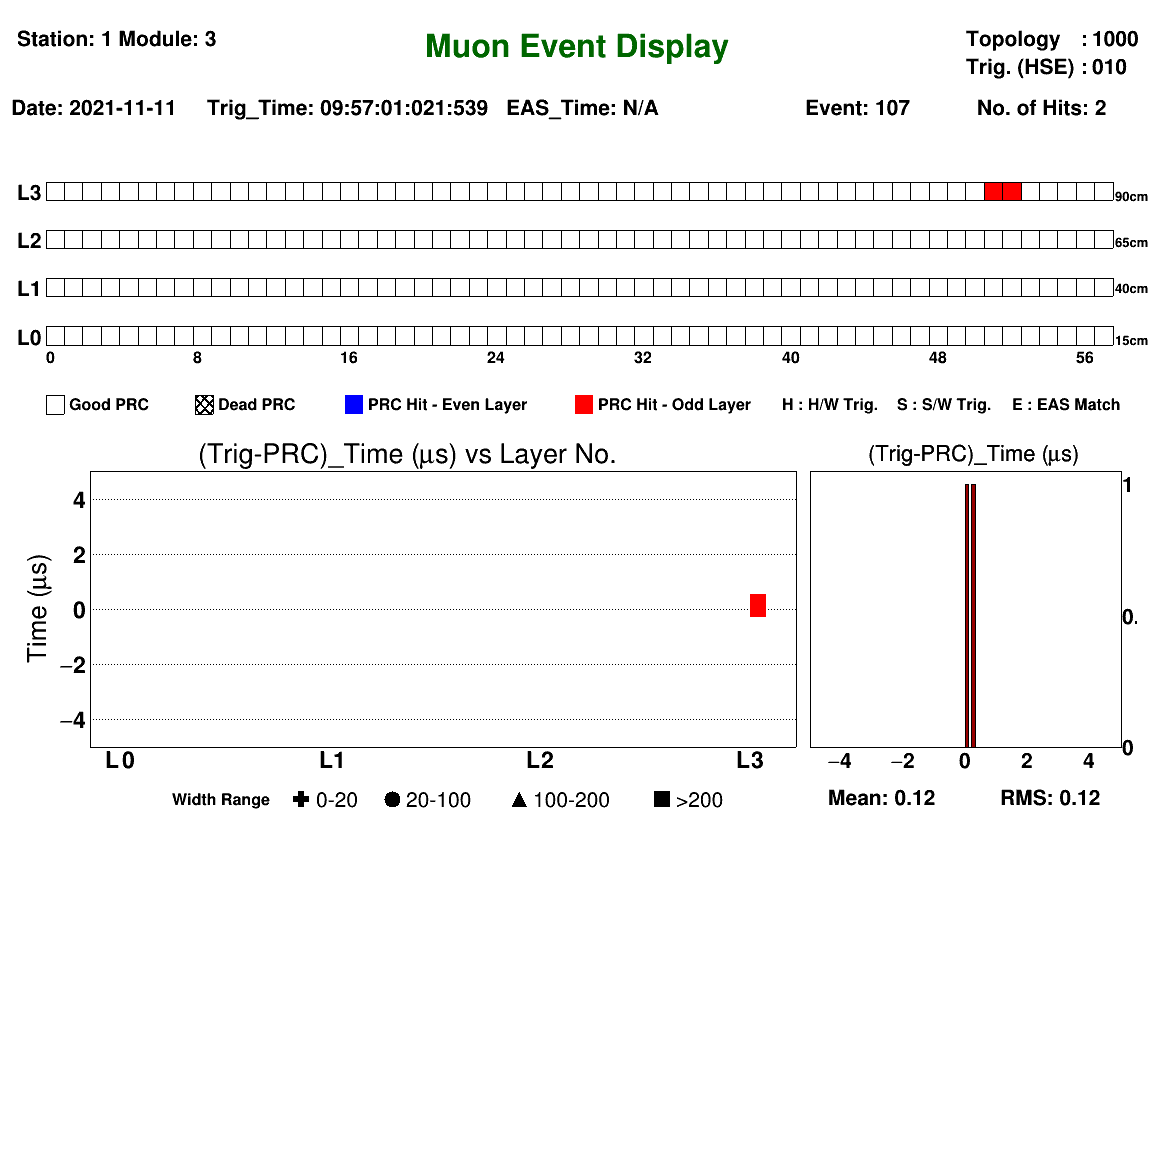 Station: 1 Module: 3
Muon Event Display
Topology : 1000
Trig. (HSE) : 010
Date: 2021-11-11 Trig_Time: 09:57:01:021:539 EAS_Time: N/A Event: 107 No. of Hits: 2
L3 90cm
L2 65cm
L1 40cm
L0 15cm
0 8 16 24 32 40 48 56
Good PRC Dead PRC PRC Hit - Even Layer PRC Hit - Odd Layer H : H/W Trig. S : S/W Trig. E : EAS Match
(Trig-PRC)_Time (μs) vs Layer No.
Time (μs)
4
2
0
−2
−4
L0 L1 L2 L3
Width Range 0-20 20-100 100-200 >200
(Trig-PRC)_Time (μs)
1
0.
0
−4 −2 0 2 4
Mean: 0.12 RMS: 0.12